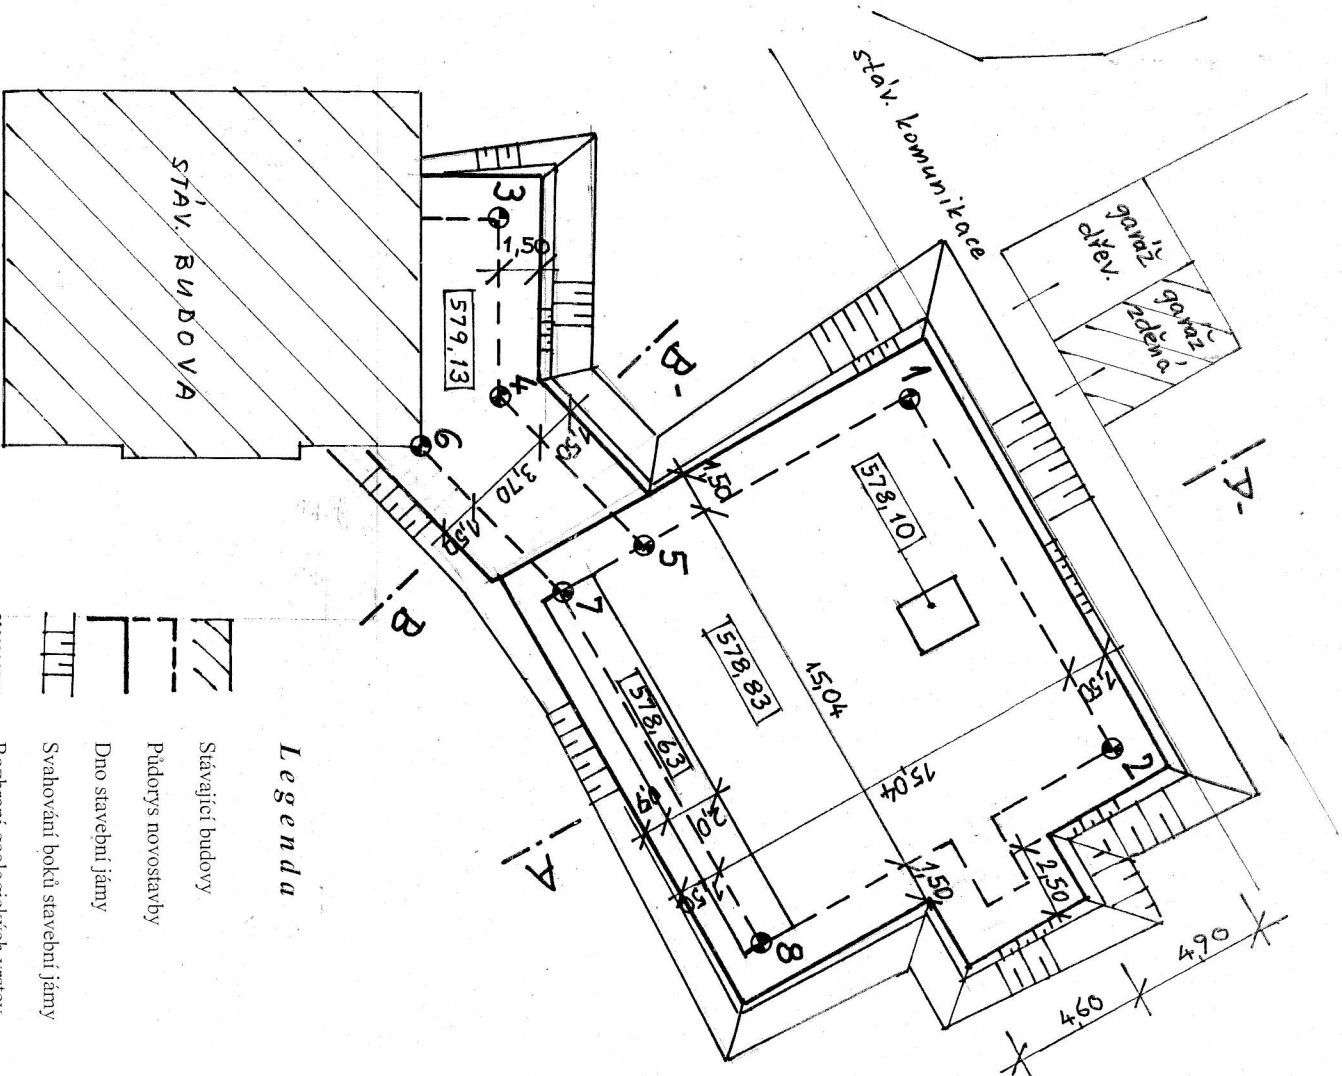 stáv. komunikace
garáž
dřev.
garáž
zděná
STÁV. BUDOVA
3
1,50
579,13
4
6
1,50
3,70
1,50
B-
B
1
1,50
578,10
D-
5
7
578,83
15,04
578,63
1,50
2
15,04
2,0
1,50
A
8
1,50
2,50
4,90
4,60
Legenda
Stávající budovy
Půdorys novostavby
Dno stavební jámy
Svahování boků stavební jámy